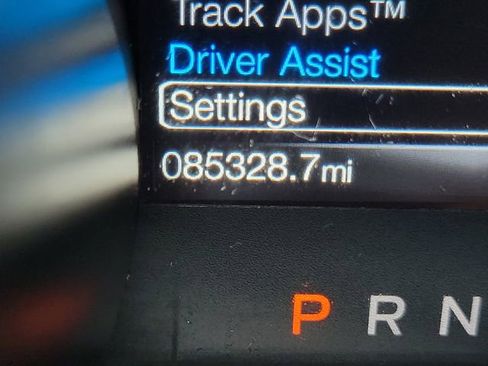 Track Apps™
Driver Assist
Settings
085328.7mi
P R N